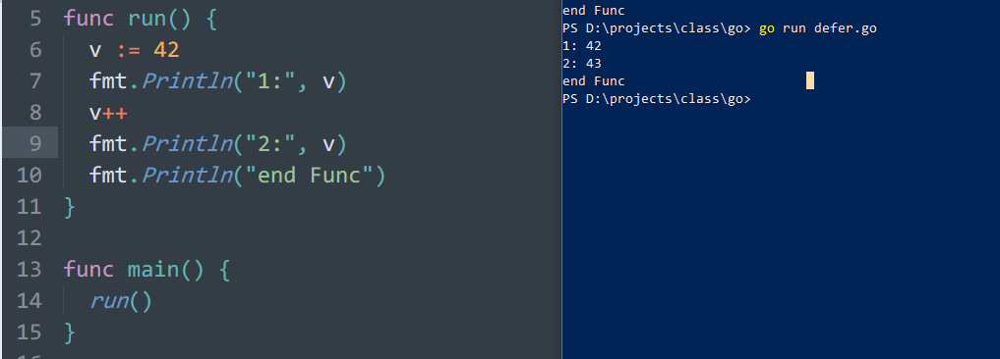 5 func run() {
6 v := 42
7 fmt.Println("1:", v)
8 v++
9 fmt.Println("2:", v)
10 fmt.Println("end Func")
11 }
12
13 func main() {
14 run()
15 }
end Func
PS D:\projects\class\go> go run defer.go
1: 42
2: 43
end Func
PS D:\projects\class\go>